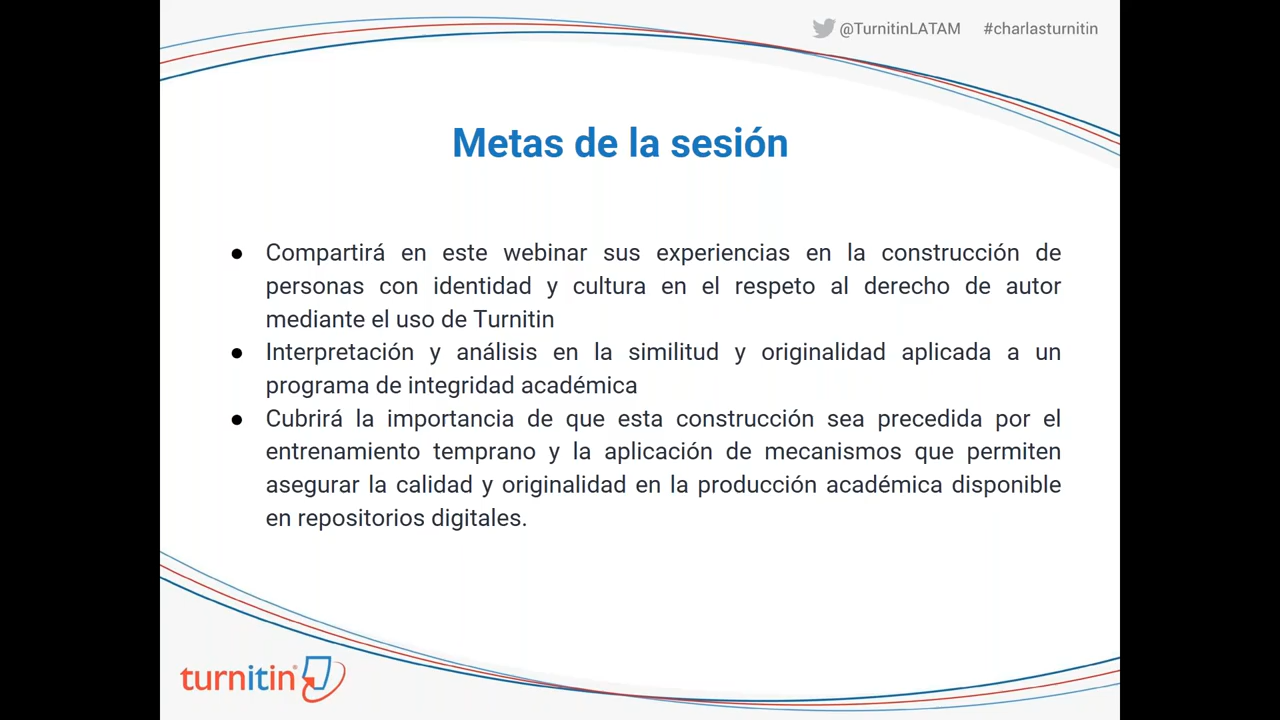 @TurnitinLATAM #charlasturnitin
Metas de la sesión
● Compartirá en este webinar sus experiencias en la construcción de
personas con identidad y cultura en el respeto al derecho de autor
mediante el uso de Turnitin
● Interpretación y análisis en la similitud y originalidad aplicada a un
programa de integridad académica
● Cubrirá la importancia de que esta construcción sea precedida por el
entrenamiento temprano y la aplicación de mecanismos que permiten
asegurar la calidad y originalidad en la producción académica disponible
en repositorios digitales.
turnitin